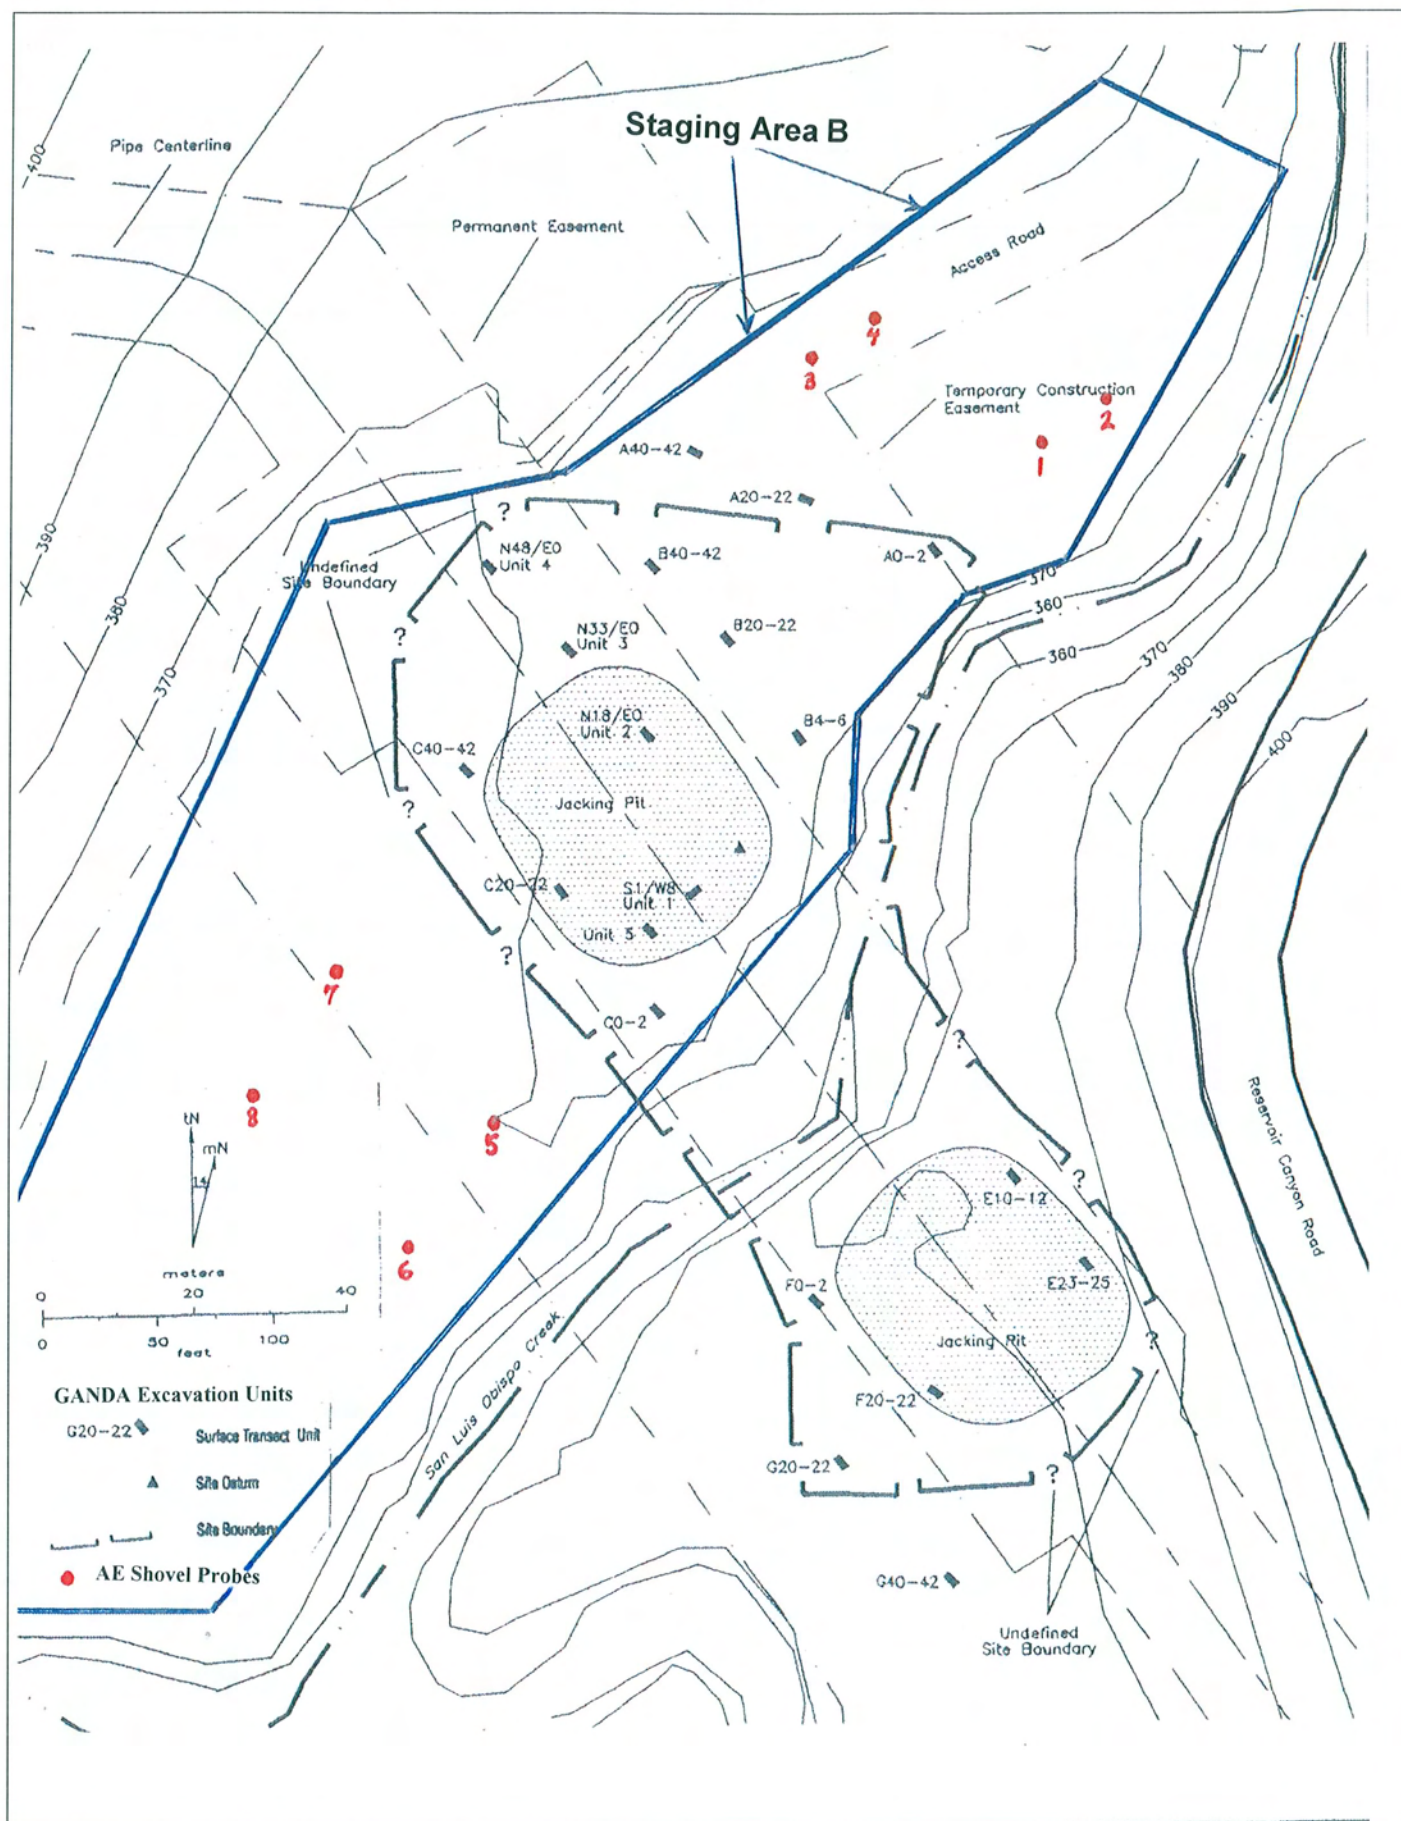 Staging Area B
Pipe Centerline
400
Permanent Easement
Access Road
4
3
Temporary Construction
Easement
2
1
A40-42
A20-22
?
A0-2
N48/E0
Unit 4
B40-42
Undefined
Site Boundary
390
380
370
370
360
360
370
380
390
400
?
N33/E0
Unit 3
B20-22
N18/E0
Unit 2
B4-6
C40-42
Jacking Pit
?
C20-22
S1/W8
Unit 1
Unit 5
?
C0-2
7
8
5
6
?
?
?
?
Reservoir Canyon Road
E10-12
E23-25
F0-2
Jacking Pit
F20-22
G20-22
G40-42
Undefined
Site Boundary
San Luis Obispo Creek
tN
mN
14
meters
0 20 40
0 50 100
feet
GANDA Excavation Units
G20-22 Surface Transect Unit
Site Datum
Site Boundary
AE Shovel Probes